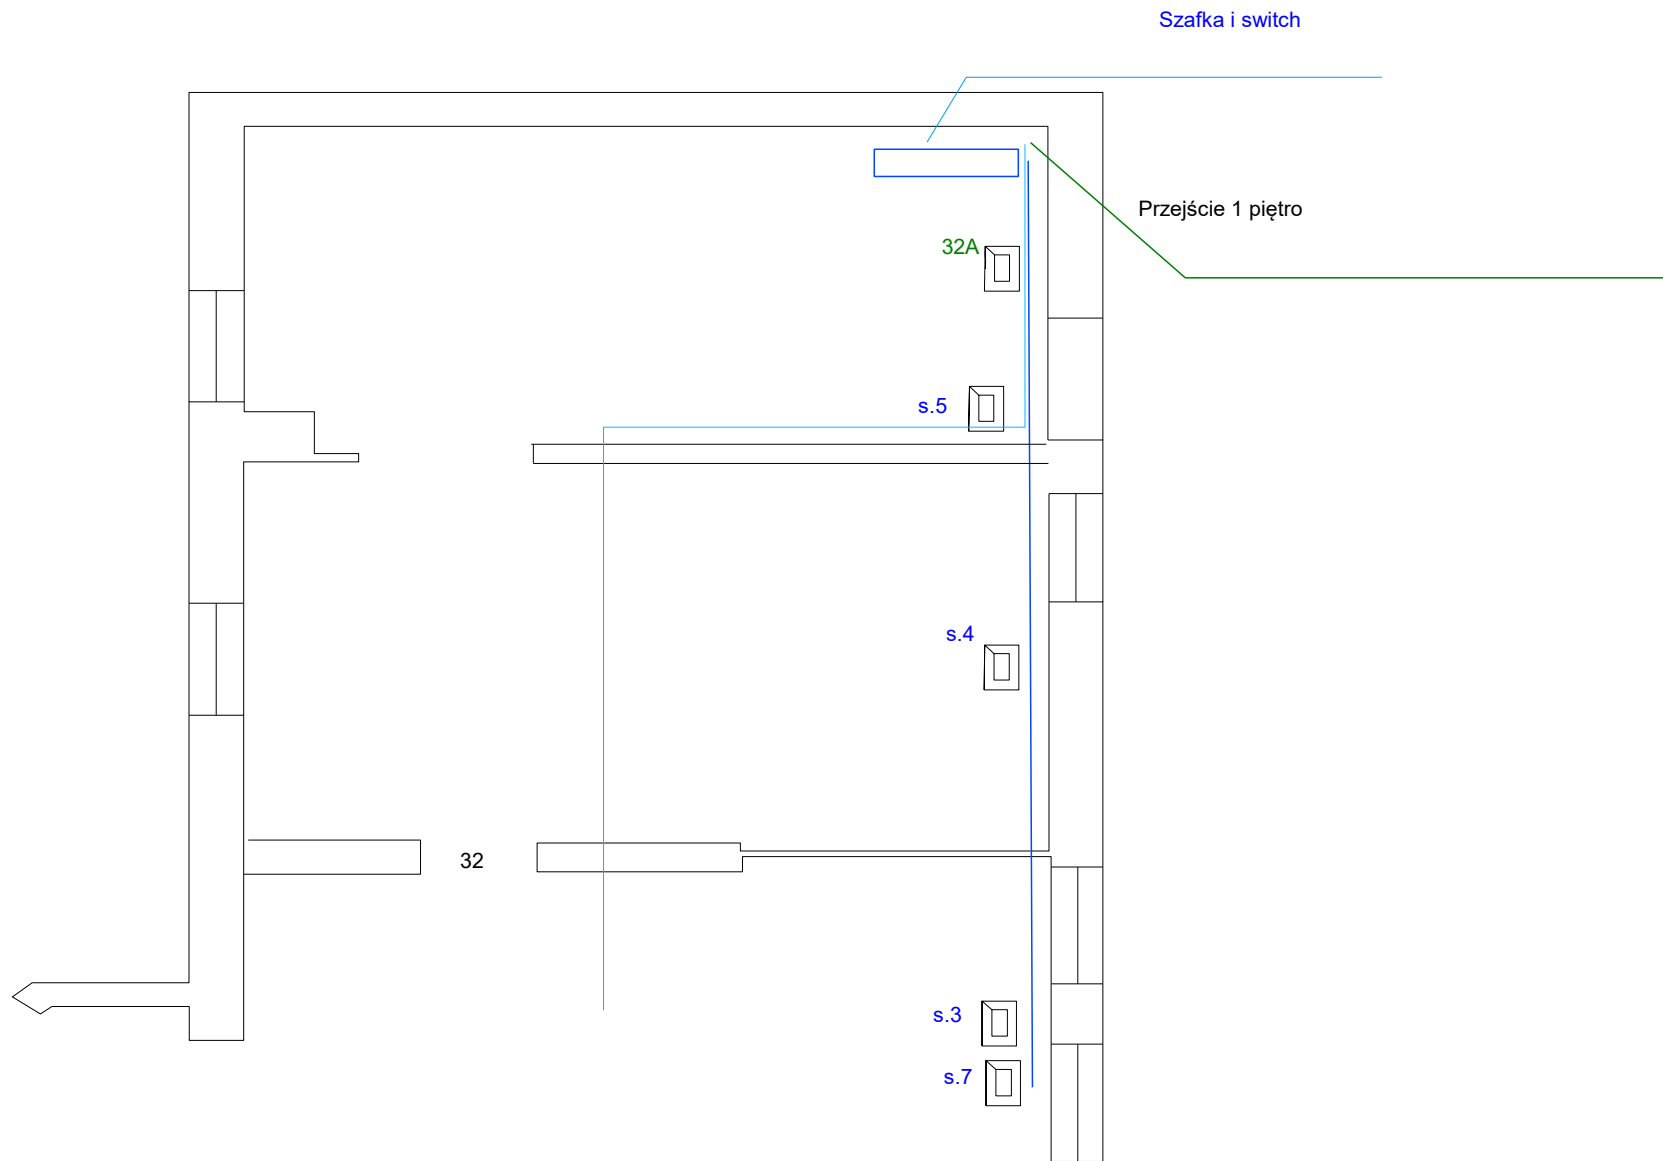 Szafka i switch
Przejście 1 piętro
32A
s.5
s.4
32
s.3
s.7